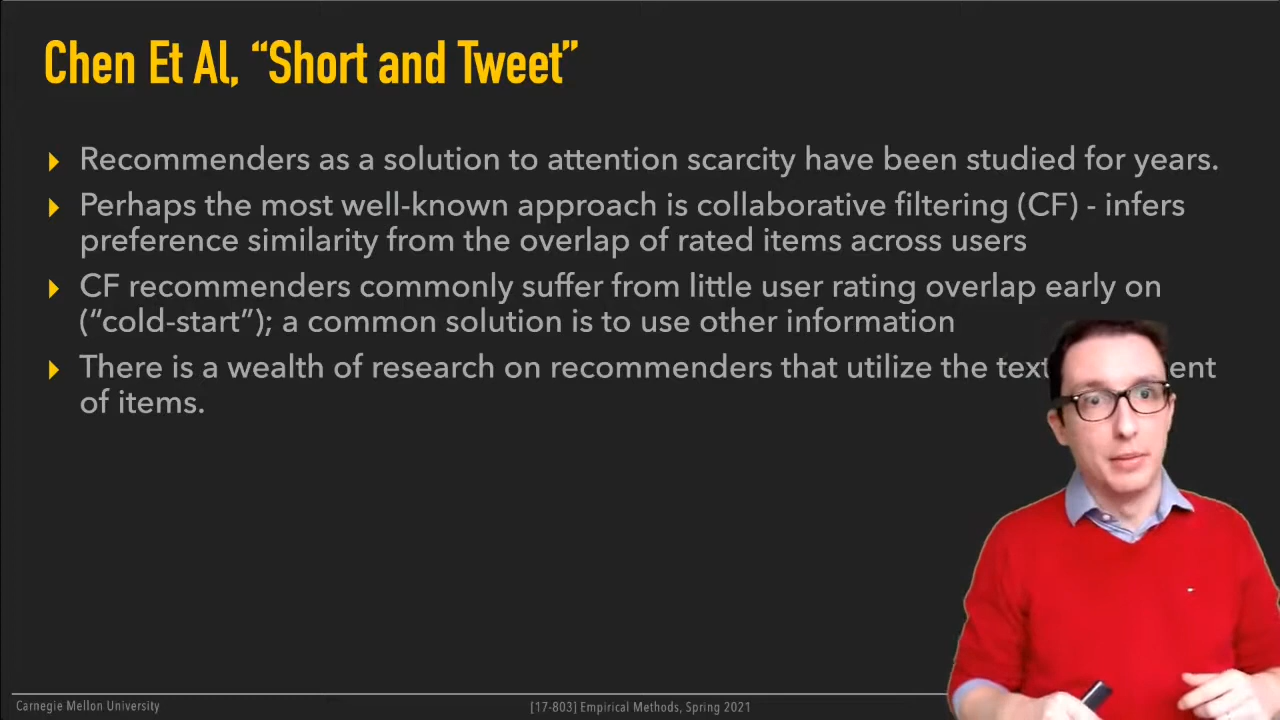 Chen Et Al, “Short and Tweet”
Recommenders as a solution to attention scarcity have been studied for years.
Perhaps the most well-known approach is collaborative filtering (CF) - infers
preference similarity from the overlap of rated items across users
CF recommenders commonly suffer from little user rating overlap early on
(“cold-start”); a common solution is to use other information
There is a wealth of research on recommenders that utilize the
of items.
Carnegie Mellon University
[17-803] Empirical Methods, Spring 2021